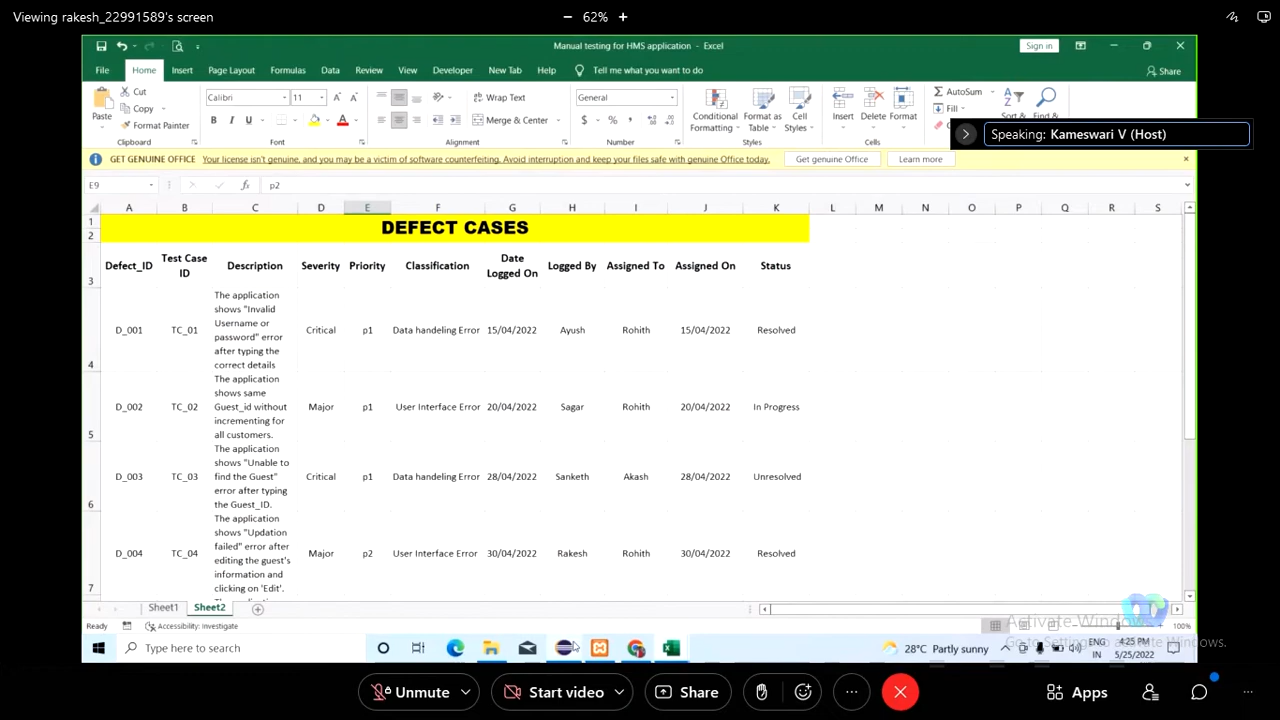 Viewing rakesh_22991589's screen
62%
Manual testing for HMS application - Excel
Sign in
File Home Insert Page Layout Formulas Data Review View Developer New Tab Help Tell me what you want to do
Share
Paste
Cut
Copy
Format Painter
Clipboard
Calibri 11
B I U
Font
Wrap Text
Merge & Center
Alignment
General
Number
Conditional Formatting
Format as Table
Cell Styles
Styles
Insert Delete Format
Cells
AutoSum
Fill
Sort &
Find &
Speaking: Kameswari V (Host)
GET GENUINE OFFICE Your license isn't genuine, and you may be a victim of software counterfeiting. Avoid interruption and keep your files safe with genuine Office today. Get genuine Office Learn more
E9 fx p2
A B C D E F G H I J K L M N O P Q R S
1
2
DEFECT CASES
3
Defect_ID Test Case ID Description Severity Priority Classification Date Logged On Logged By Assigned To Assigned On Status
4
D_001 TC_01
The application
shows "Invalid
Username or
password" error
after typing the
correct details
Critical p1 Data handeling Error 15/04/2022 Ayush Rohith 15/04/2022 Resolved
5
D_002 TC_02
The application
shows same
Guest_id without
incrementing for
all customers.
Major p1 User Interface Error 20/04/2022 Sagar Rohith 20/04/2022 In Progress
6
D_003 TC_03
The application
shows "Unable to
find the Guest"
error after typing
the Guest_ID.
Critical p1 Data handeling Error 28/04/2022 Sanketh Akash 28/04/2022 Unresolved
7
D_004 TC_04
The application
shows "Updation
failed" error after
editing the guest's
information and
clicking on 'Edit'.
Major p2 User Interface Error 30/04/2022 Rakesh Rohith 30/04/2022 Resolved
Sheet1 Sheet2
Ready Accessibility: Investigate
100%
Activate Windows
Go to Settings to activate Windows.
Type here to search
28°C Partly sunny
ENG
IN
4:25 PM
5/25/2022
Unmute
Start video
Share
Apps